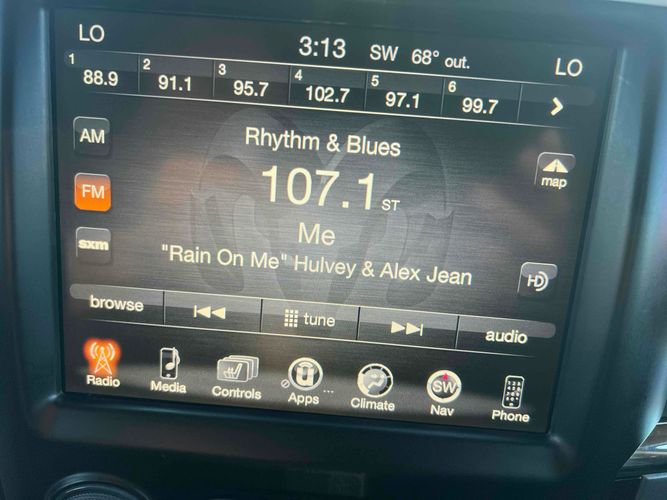 LO 3:13 SW 68° out. LO
1 88.9 2 91.1 3 95.7 4 102.7 5 97.1 6 99.7
AM
Rhythm & Blues
map
FM
107.1 ST
Me
sxm
"Rain On Me" Hulvey & Alex Jean
HD
browse tune audio
Radio Media Controls Apps ... Climate SW Nav Phone